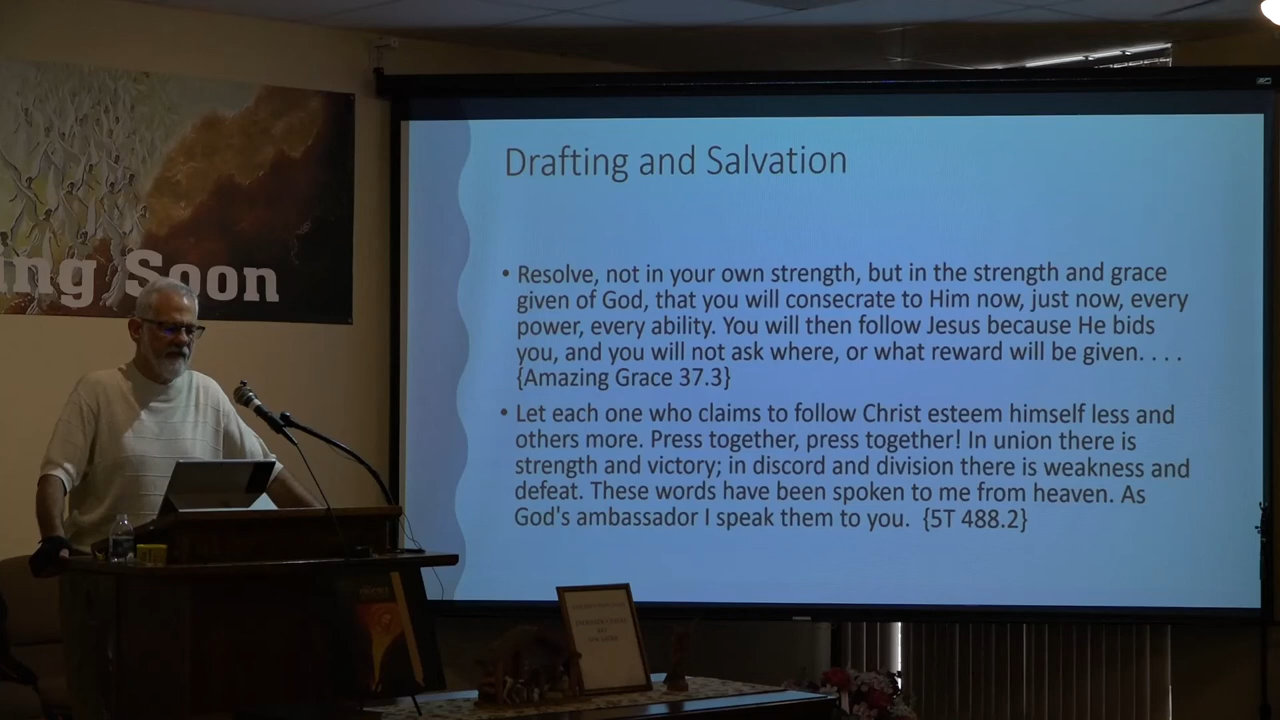 ing Soon
Drafting and Salvation
• Resolve, not in your own strength, but in the strength and grace
given of God, that you will consecrate to Him now, just now, every
power, every ability. You will then follow Jesus because He bids
you, and you will not ask where, or what reward will be given. . . .
{Amazing Grace 37.3}
• Let each one who claims to follow Christ esteem himself less and
others more. Press together, press together! In union there is
strength and victory; in discord and division there is weakness and
defeat. These words have been spoken to me from heaven. As
God's ambassador I speak them to you.  {5T 488.2}